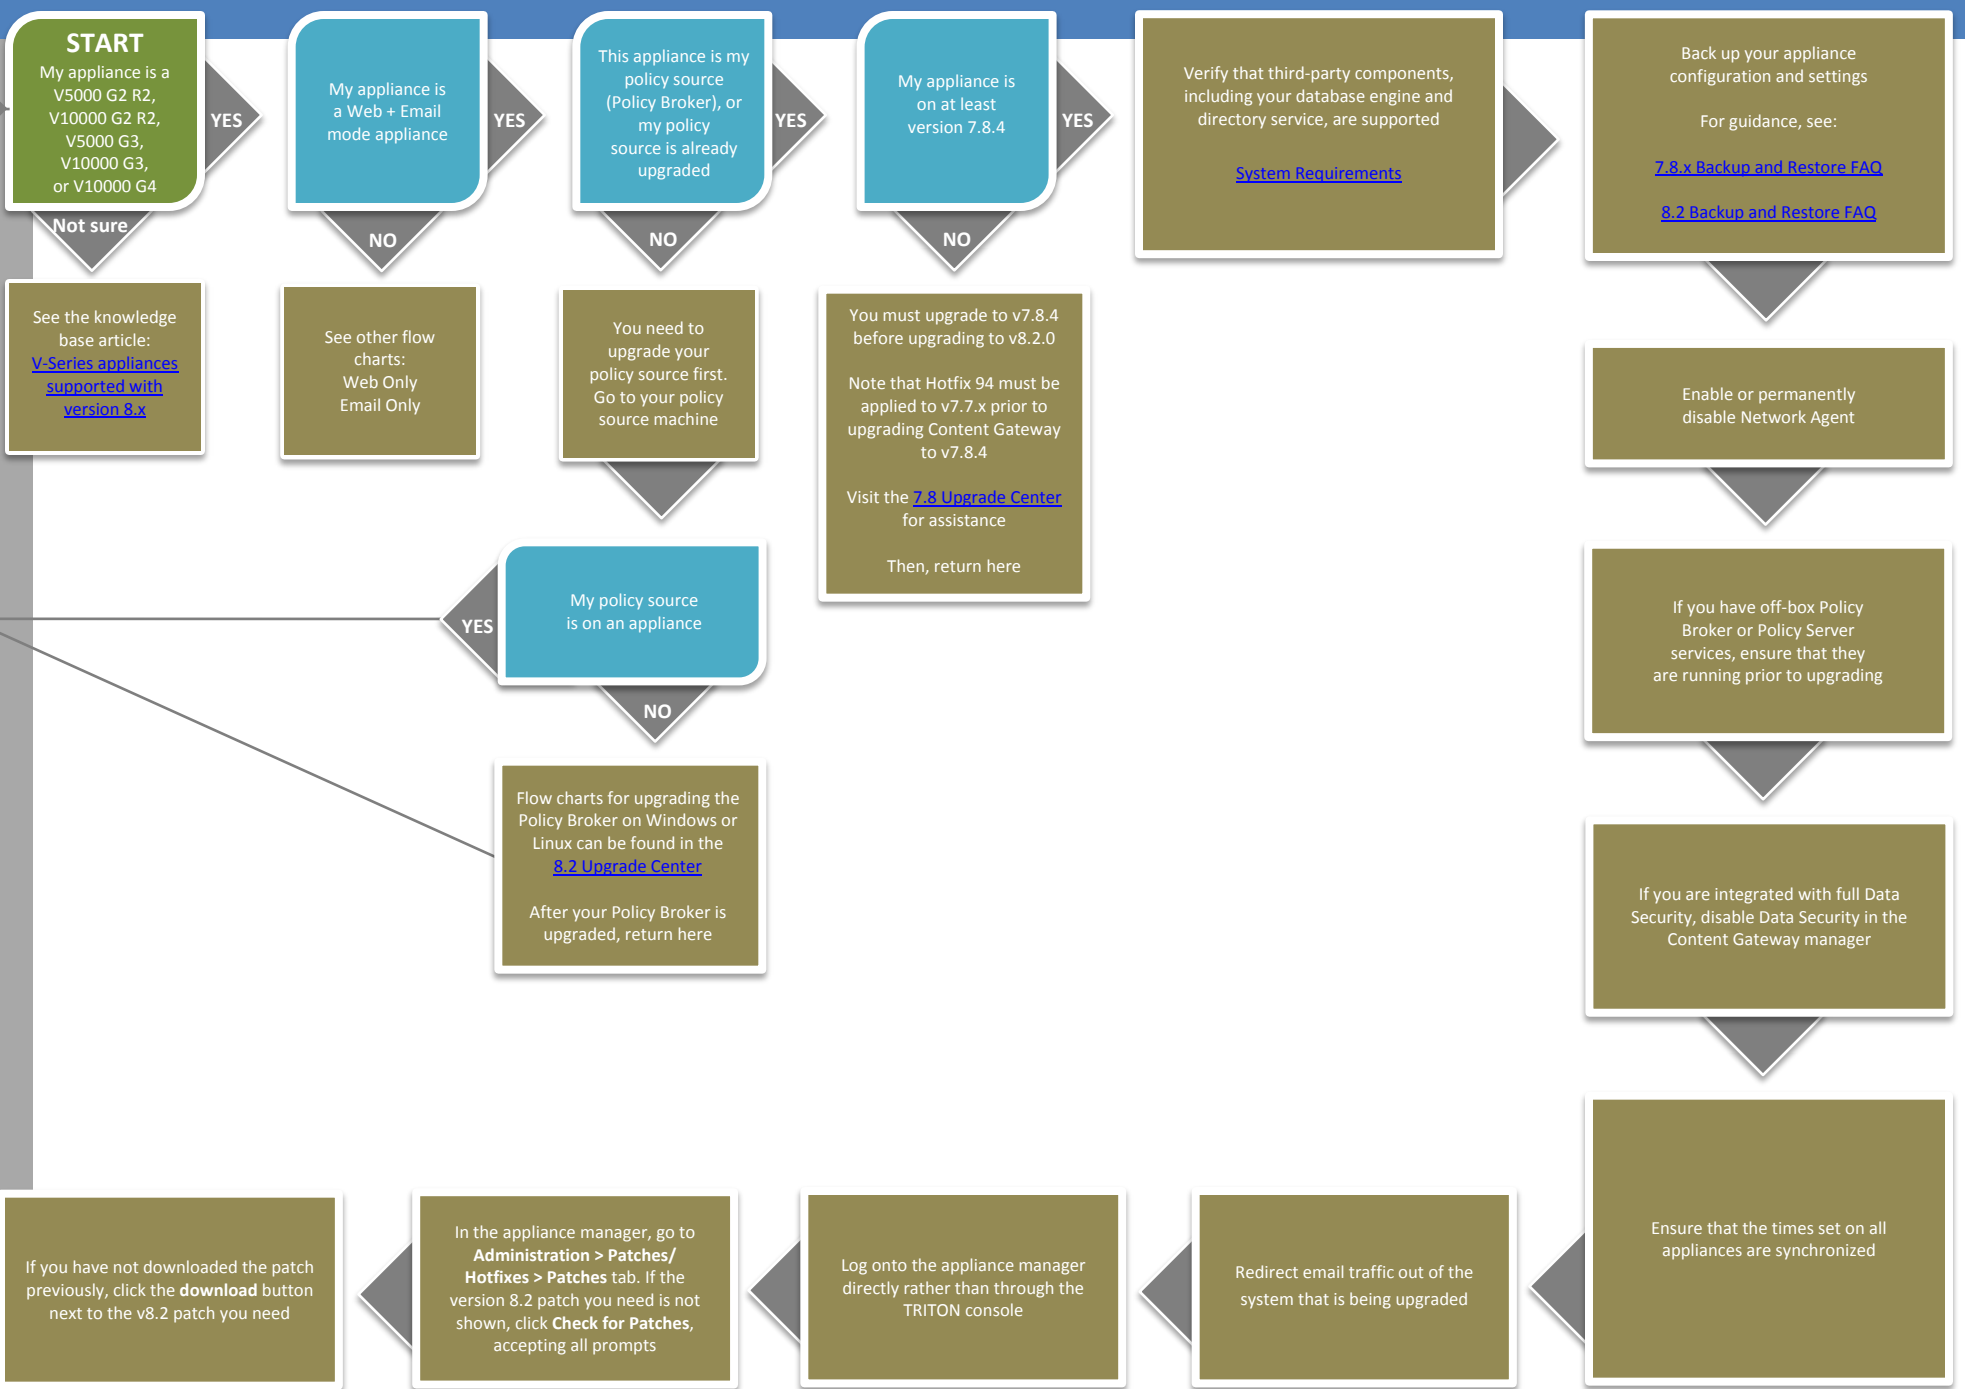 START
My appliance is a
V5000 G2 R2,
V10000 G2 R2,
V5000 G3,
V10000 G3,
or V10000 G4
YES
Not sure
See the knowledge
base article:
V-Series appliances
supported with
version 8.x
My appliance is
a Web + Email
mode appliance
YES
NO
See other flow
charts:
Web Only
Email Only
This appliance is my
policy source
(Policy Broker), or
my policy
source is already
upgraded
YES
NO
You need to
upgrade your
policy source first.
Go to your policy
source machine
My policy source
is on an appliance
YES
NO
Flow charts for upgrading the
Policy Broker on Windows or
Linux can be found in the
8.2 Upgrade Center
After your Policy Broker is
upgraded, return here
My appliance is
on at least
version 7.8.4
YES
NO
You must upgrade to v7.8.4
before upgrading to v8.2.0
Note that Hotfix 94 must be
applied to v7.7.x prior to
upgrading Content Gateway
to v7.8.4
Visit the 7.8 Upgrade Center
for assistance
Then, return here
Verify that third-party components,
including your database engine and
directory service, are supported
System Requirements
Back up your appliance
configuration and settings
For guidance, see:
7.8.x Backup and Restore FAQ
8.2 Backup and Restore FAQ
Enable or permanently
disable Network Agent
If you have off-box Policy
Broker or Policy Server
services, ensure that they
are running prior to upgrading
If you are integrated with full Data
Security, disable Data Security in the
Content Gateway manager
Ensure that the times set on all
appliances are synchronized
Redirect email traffic out of the
system that is being upgraded
Log onto the appliance manager
directly rather than through the
TRITON console
In the appliance manager, go to
Administration > Patches/
Hotfixes > Patches tab. If the
version 8.2 patch you need is not
shown, click Check for Patches,
accepting all prompts
If you have not downloaded the patch
previously, click the download button
next to the v8.2 patch you need